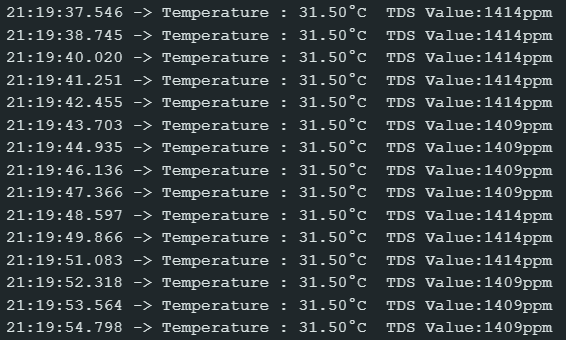 21:19:37.546 -> Temperature : 31.50°C  TDS Value:1414ppm
21:19:38.745 -> Temperature : 31.50°C  TDS Value:1414ppm
21:19:40.020 -> Temperature : 31.50°C  TDS Value:1414ppm
21:19:41.251 -> Temperature : 31.50°C  TDS Value:1414ppm
21:19:42.455 -> Temperature : 31.50°C  TDS Value:1414ppm
21:19:43.703 -> Temperature : 31.50°C  TDS Value:1409ppm
21:19:44.935 -> Temperature : 31.50°C  TDS Value:1409ppm
21:19:46.136 -> Temperature : 31.50°C  TDS Value:1409ppm
21:19:47.366 -> Temperature : 31.50°C  TDS Value:1409ppm
21:19:48.597 -> Temperature : 31.50°C  TDS Value:1414ppm
21:19:49.866 -> Temperature : 31.50°C  TDS Value:1414ppm
21:19:51.083 -> Temperature : 31.50°C  TDS Value:1414ppm
21:19:52.318 -> Temperature : 31.50°C  TDS Value:1409ppm
21:19:53.564 -> Temperature : 31.50°C  TDS Value:1409ppm
21:19:54.798 -> Temperature : 31.50°C  TDS Value:1409ppm